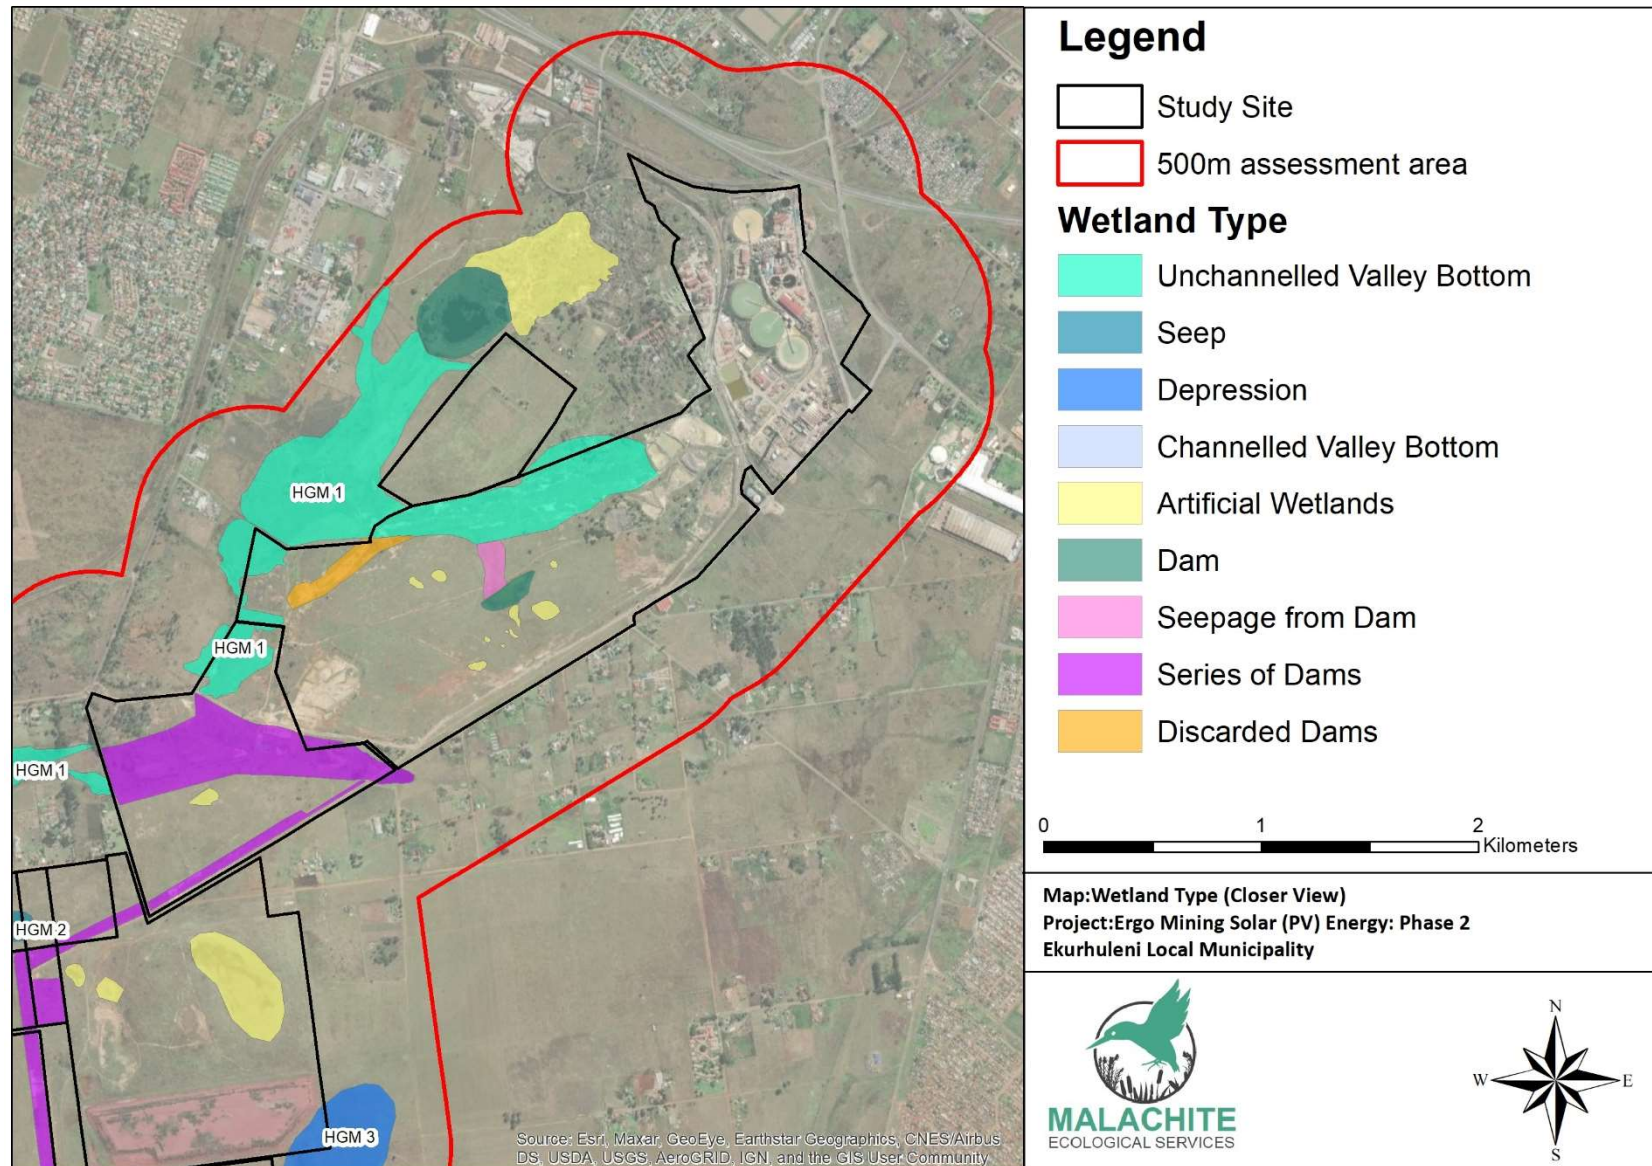 HGM 1
HGM 1
HGM 1
HGM 2
HGM 3
Source: Esri, Maxar, GeoEye, Earthstar Geographics, CNES/Airbus
DS, USDA, USGS, AeroGRID, IGN, and the GIS User Community
Legend
Study Site
500m assessment area
Wetland Type
Unchannelled Valley Bottom
Seep
Depression
Channelled Valley Bottom
Artificial Wetlands
Dam
Seepage from Dam
Series of Dams
Discarded Dams
0 1 2
Kilometers
Map:Wetland Type (Closer View)
Project:Ergo Mining Solar (PV) Energy: Phase 2
Ekurhuleni Local Municipality
MALACHITE
ECOLOGICAL SERVICES
N
W E
S